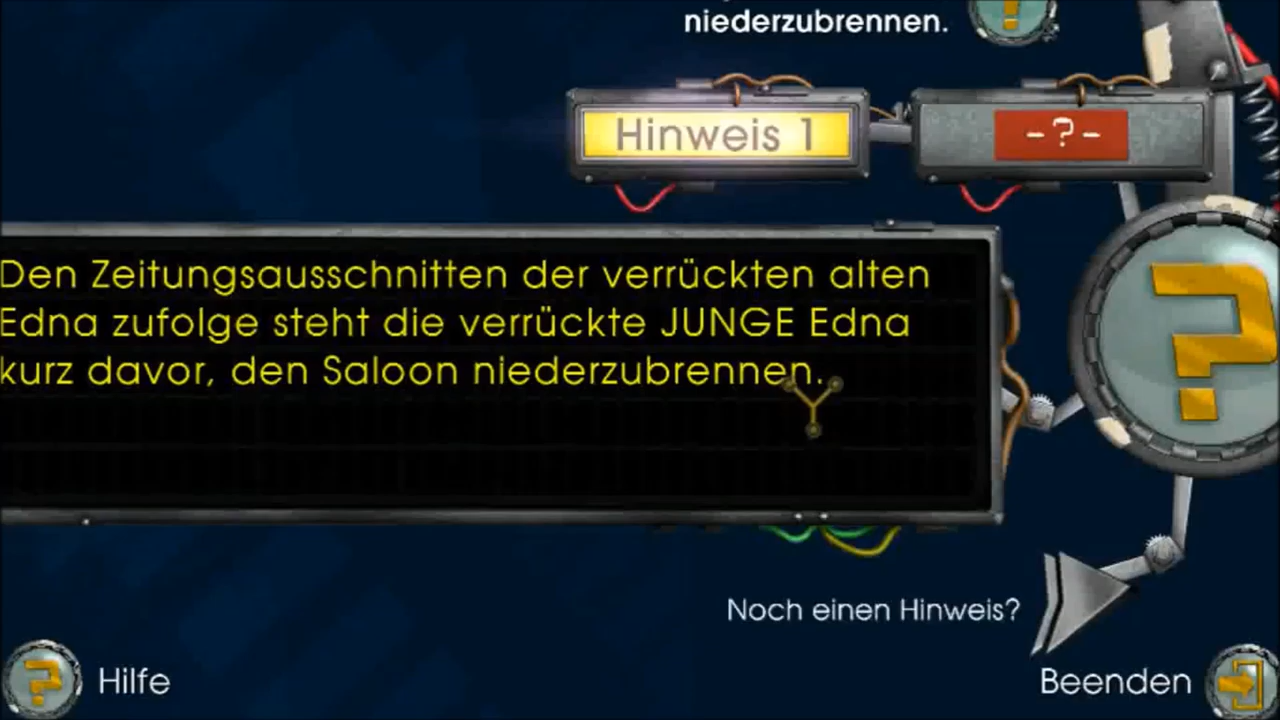 niederzubrennen.
Hinweis 1
-?-
Den Zeitungsausschnitten der verrückten alten
Edna zufolge steht die verrückte JUNGE Edna
kurz davor, den Saloon niederzubrennen.
Noch einen Hinweis?
Hilfe
Beenden